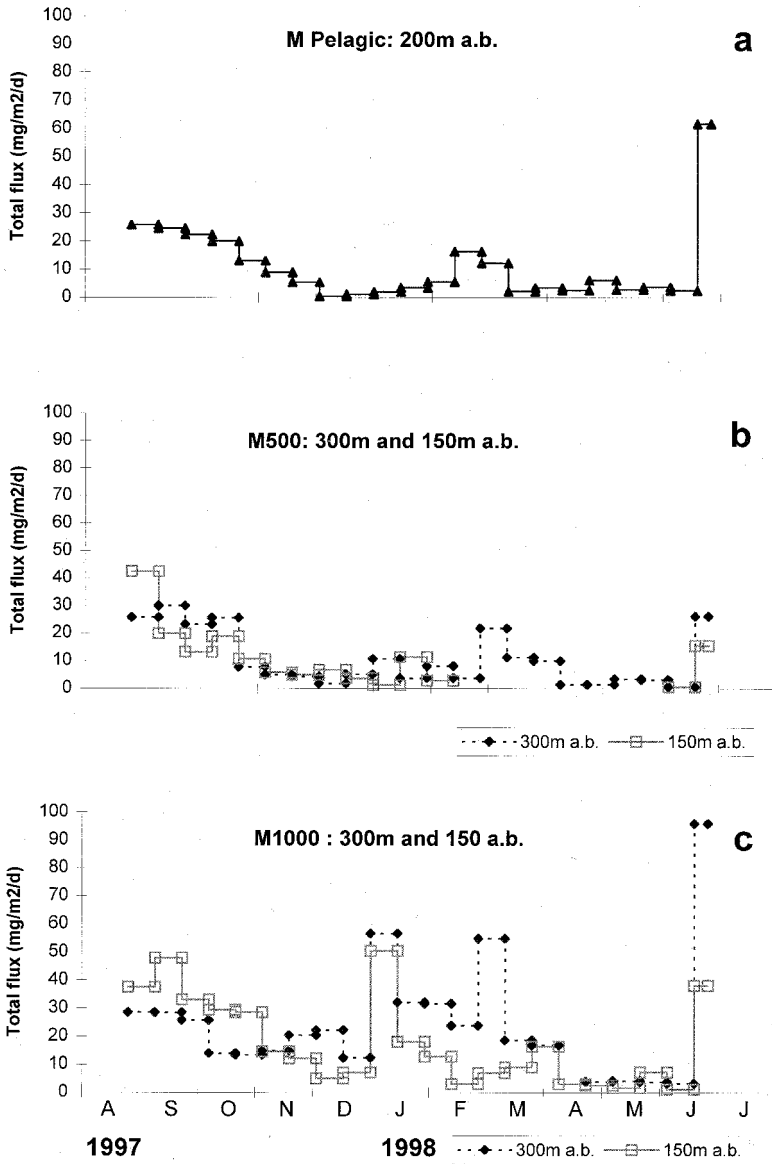 M Pelagic: 200m a.b.
a
Total flux (mg/m2/d)
100
90
80
70
60
50
40
30
20
10
0
M500: 300m and 150m a.b.
b
Total flux (mg/m2/d)
100
90
80
70
60
50
40
30
20
10
0
300m a.b. 150m a.b.
M1000 : 300m and 150 a.b.
c
Total flux (mg/m2/d)
100
90
80
70
60
50
40
30
20
10
0
A S O N D J F M A M J J
1997 1998
300m a.b. 150m a.b.